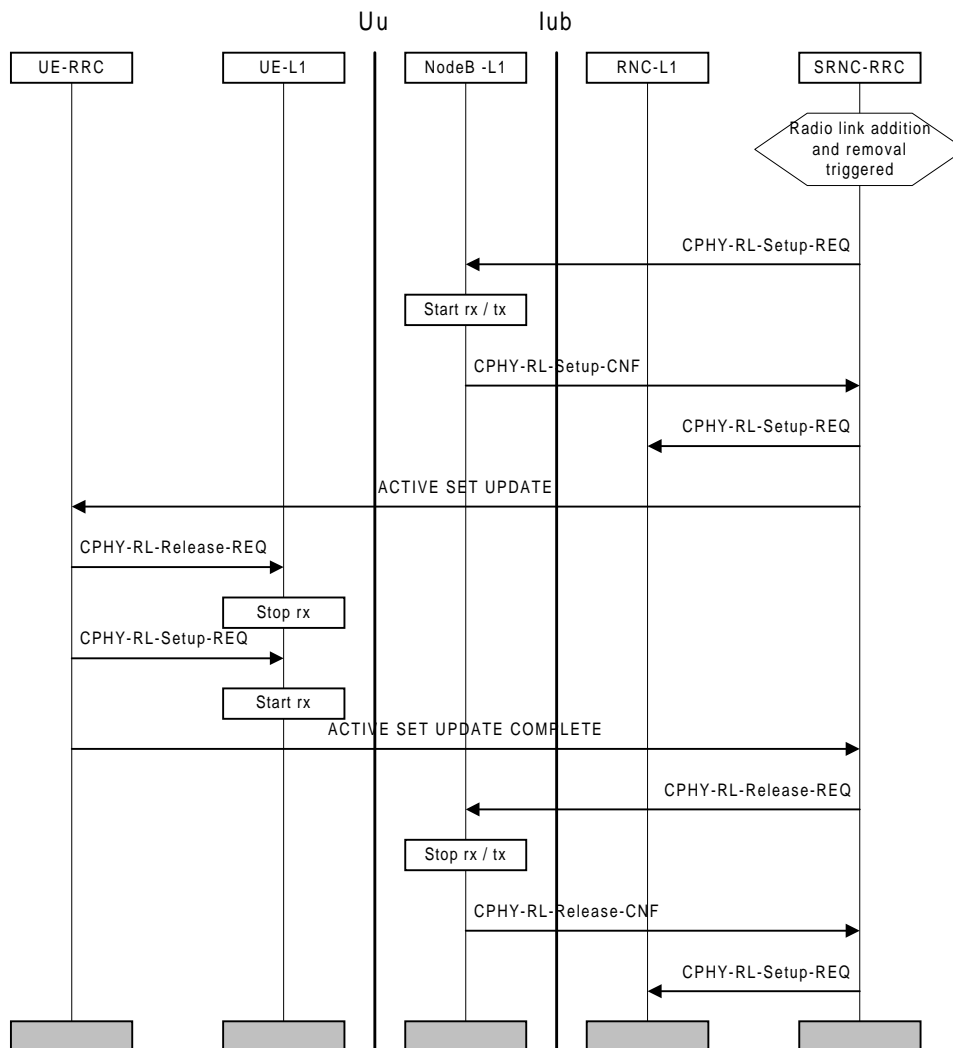 Uu
Iub
UE-RRC
UE-L1
NodeB -L1
RNC-L1
SRNC-RRC
Radio link addition
and removal
triggered
CPHY-RL-Setup-REQ
Start rx / tx
CPHY-RL-Setup-CNF
CPHY-RL-Setup-REQ
ACTIVE SET UPDATE
CPHY-RL-Release-REQ
Stop rx
CPHY-RL-Setup-REQ
Start rx
ACTIVE SET UPDATE COMPLETE
CPHY-RL-Release-REQ
Stop rx / tx
CPHY-RL-Release-CNF
CPHY-RL-Setup-REQ